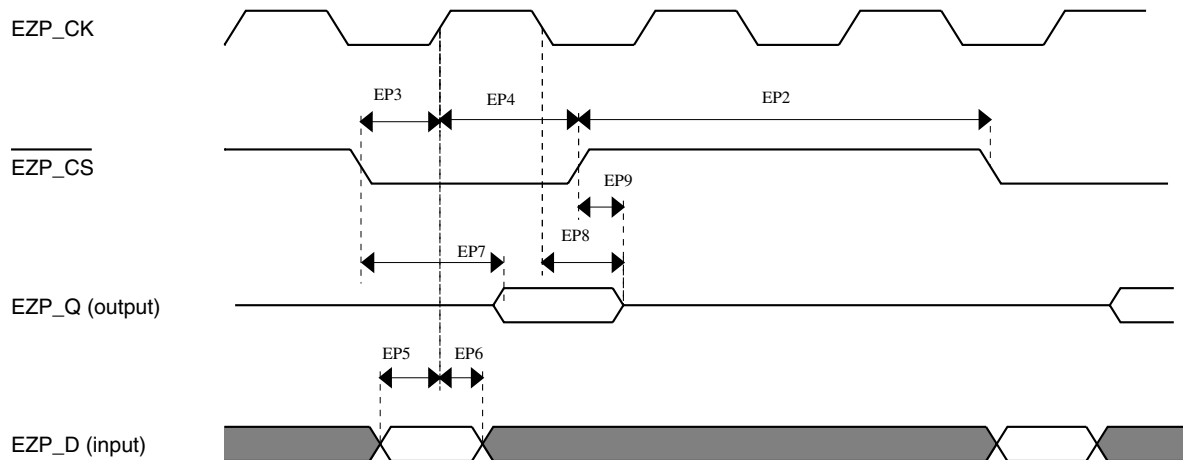 EZP_CK
EP3
EP4
EP2
EZP_CS
EP9
EP8
EP7
EZP_Q (output)
EP5
EP6
EZP_D (input)